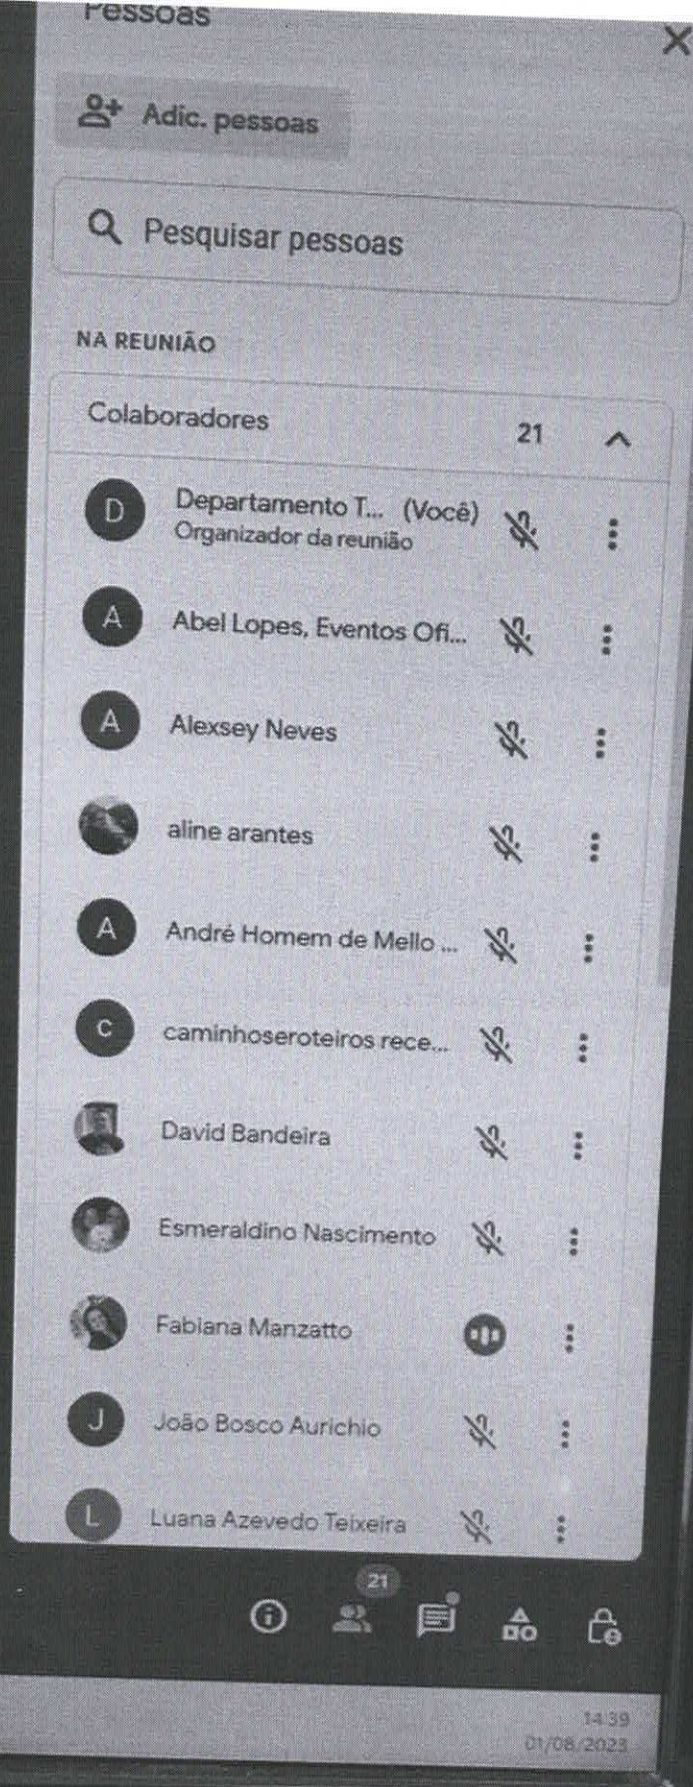 Pessoas
Adic. pessoas
Pesquisar pessoas
NA REUNIÃO
Colaboradores 21
D Departamento T... (Você)
Organizador da reunião
A Abel Lopes, Eventos Ofi...
A Alexsey Neves
aline arantes
A André Homem de Mello ...
c caminhoseroteiros rece...
David Bandeira
Esmeraldino Nascimento
Fabiana Manzatto
J João Bosco Aurichio
L Luana Azevedo Teixeira
21
14:39
01/08/2023